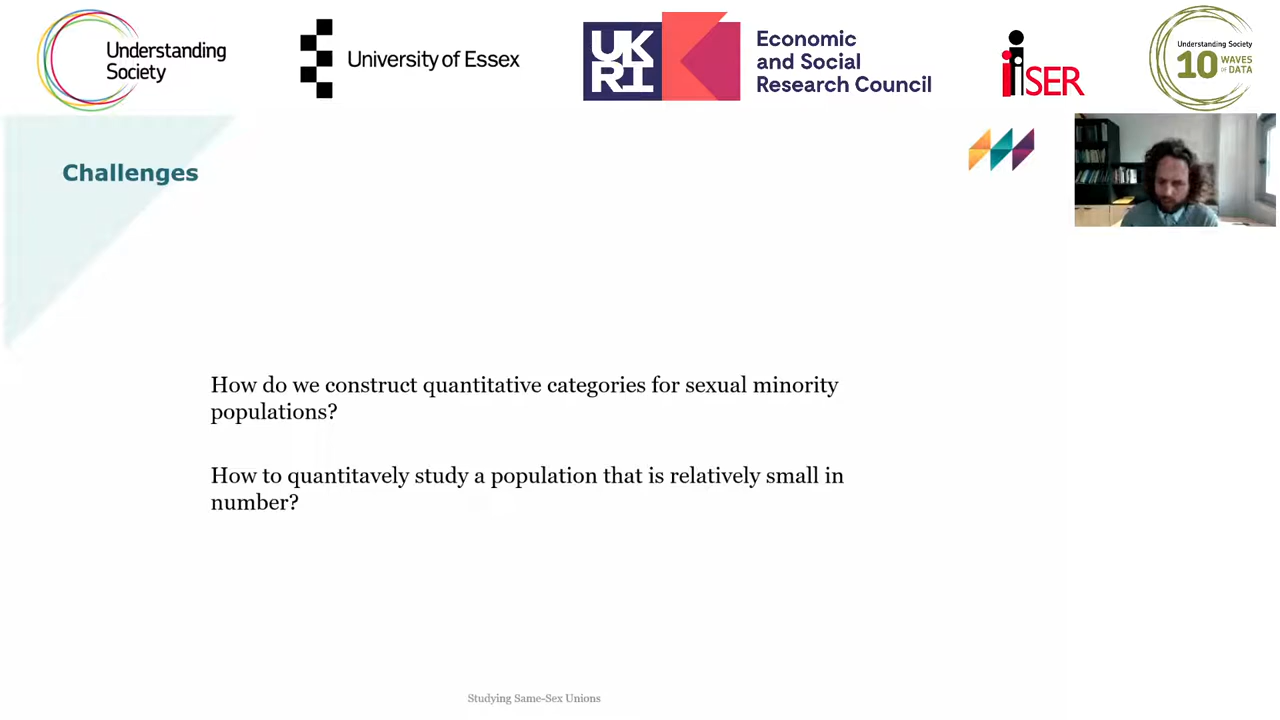 Understanding
Society
University of Essex
UK
RI
Economic
and Social
Research Council
iSER
Understanding Society
10 WAVES
OF DATA
Challenges
How do we construct quantitative categories for sexual minority
populations?
How to quantitavely study a population that is relatively small in
number?
Studying Same-Sex Unions